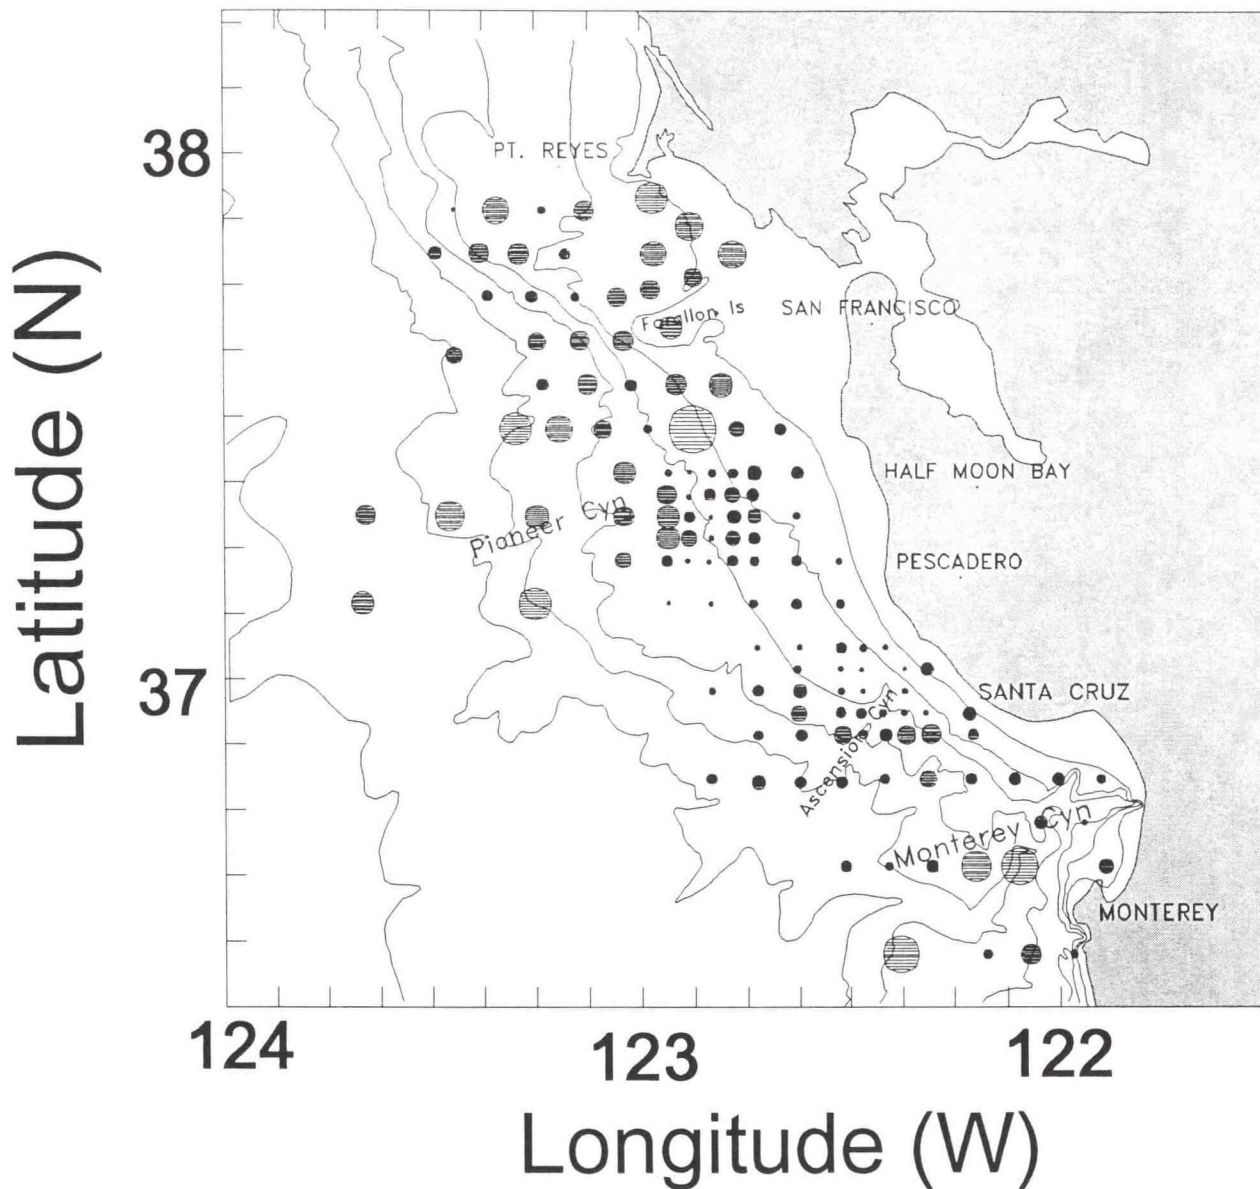 38
PT. REYES
Farallon Is
SAN FRANCISCO
Latitude (N)
HALF MOON BAY
Pioneer Cyn
PESCADERO
37
SANTA CRUZ
Ascension Cyn
Monterey Cyn
MONTEREY
124
123
122
Longitude (W)